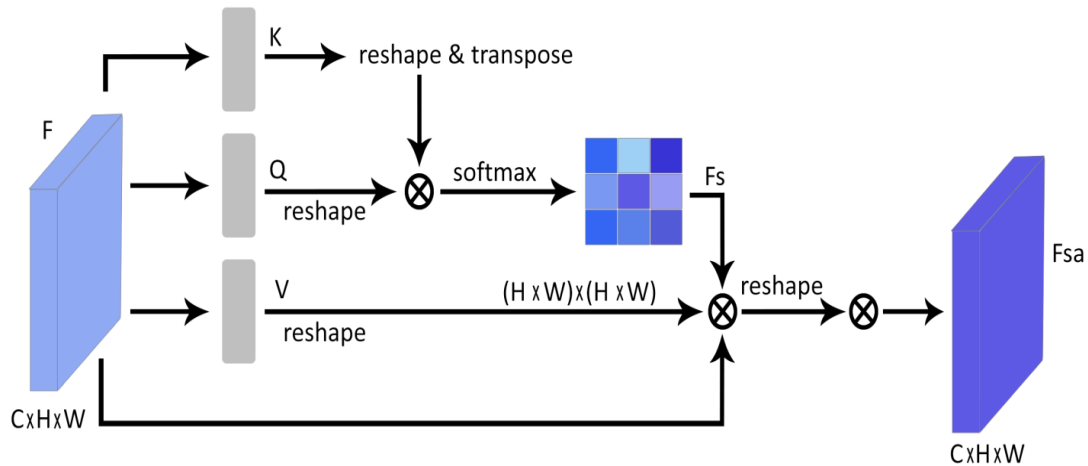 K
reshape & transpose
F
Q
reshape
softmax
Fs
V
reshape
(H x W)x(H x W)
reshape
Fsa
CxHxW
CxHxW